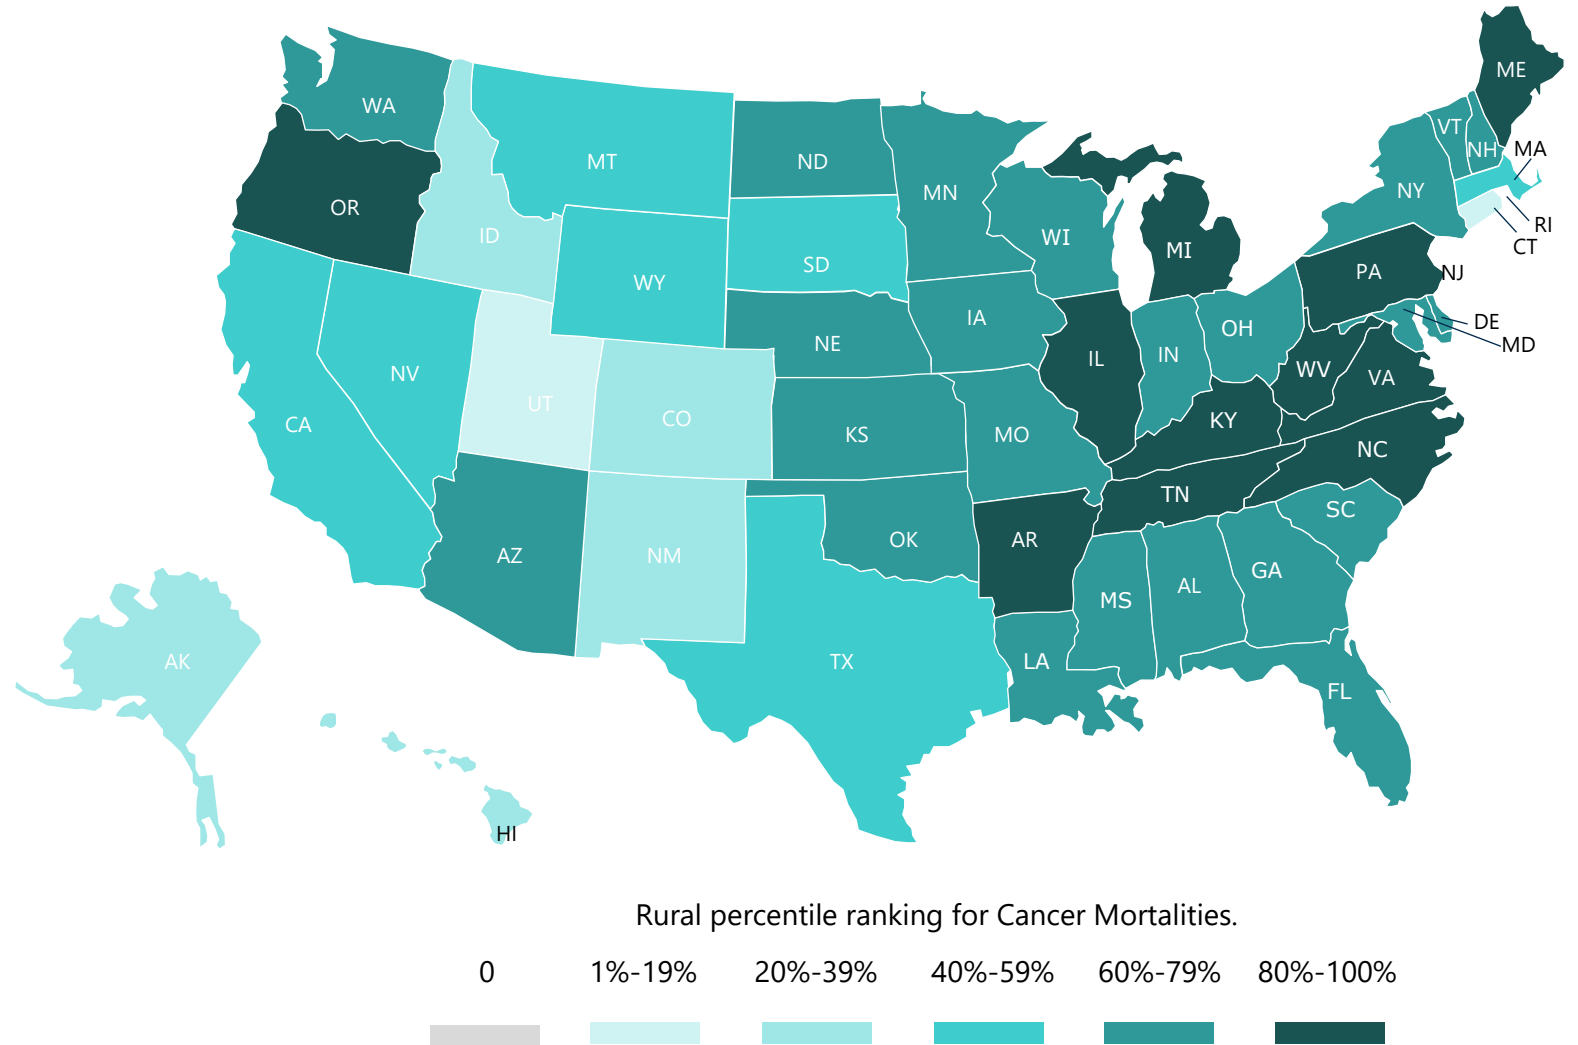 ME
WA
VT
NH
MA
MT
ND
MN
NY
OR
RI
ID
WI
CT
MI
SD
PA
NJ
WY
IA
DE
OH
NE
MD
IN
IL
WV
NV
VA
UT
CO
KY
CA
KS
MO
NC
TN
SC
OK
AR
AZ
NM
GA
AL
MS
AK
TX
LA
FL
HI
Rural percentile ranking for Cancer Mortalities.
0 1%-19% 20%-39% 40%-59% 60%-79% 80%-100%